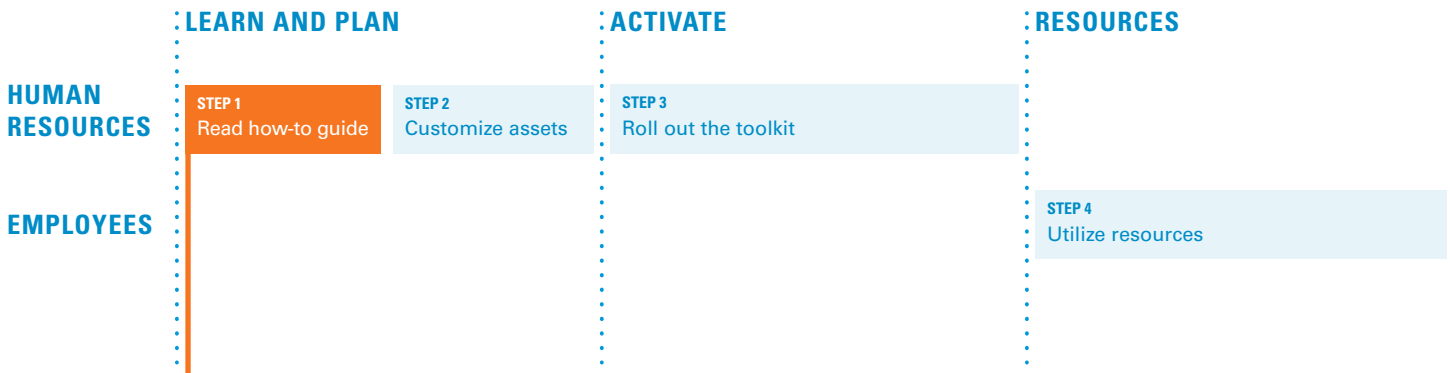 LEARN AND PLAN
ACTIVATE
RESOURCES
HUMAN
RESOURCES
STEP 1
Read how-to guide
STEP 2
Customize assets
STEP 3
Roll out the toolkit
EMPLOYEES
STEP 4
Utilize resources